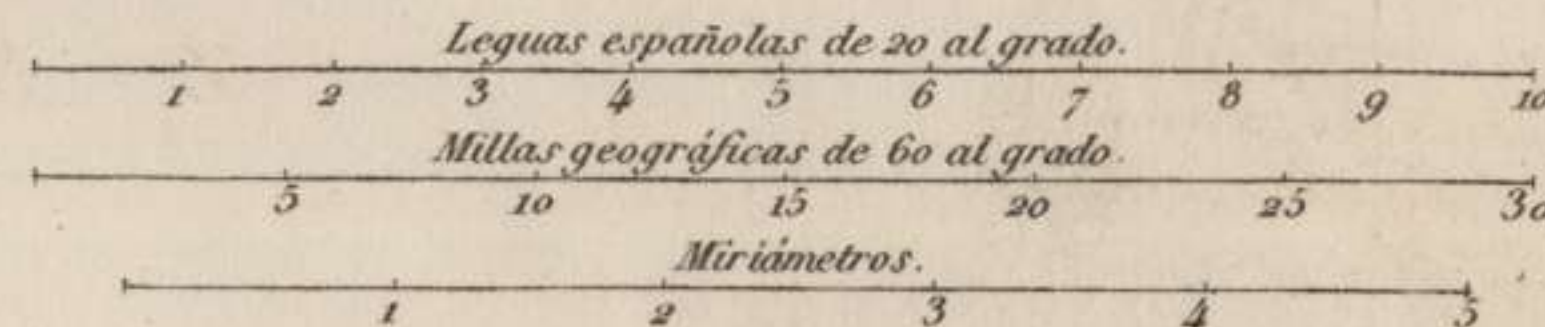 Leguas españolas de 20 al grado.
1 2 3 4 5 6 7 8 9 10
Millas geográficas de 60 al grado.
5 10 15 20 25 30
Miriámetros.
1 2 3 4 5